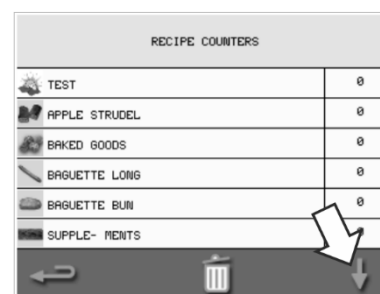 RECIPE COUNTERS
TEST 0
APPLE STRUDEL 0
BAKED GOODS 0
BAGUETTE LONG 0
BAGUETTE BUN 0
SUPPLE- MENTS